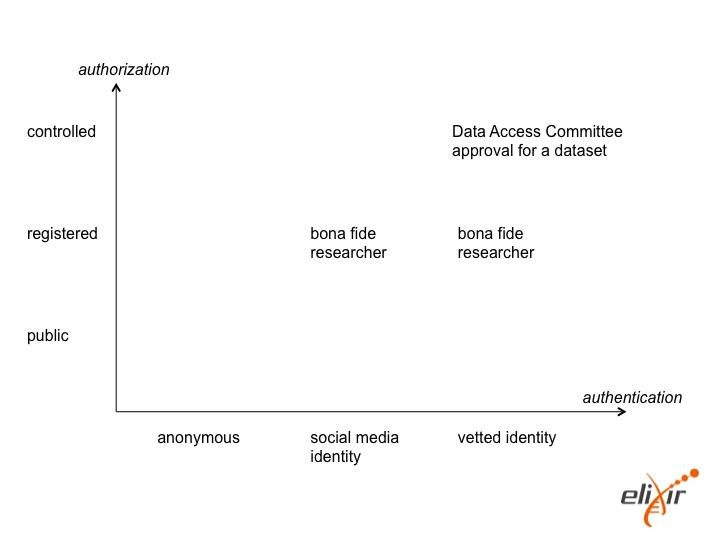 authorization
controlled
Data Access Committee
approval for a dataset
registered
bona fide
researcher
bona fide
researcher
public
authentication
anonymous
social media
identity
vetted identity
elixir